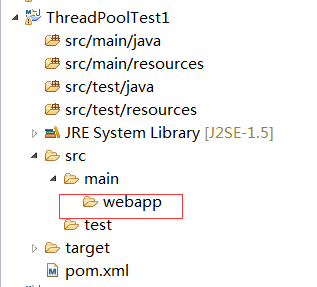 ThreadPoolTest1
src/main/java
src/main/resources
src/test/java
src/test/resources
JRE System Library [J2SE-1.5]
src
main
webapp
test
target
pom.xml